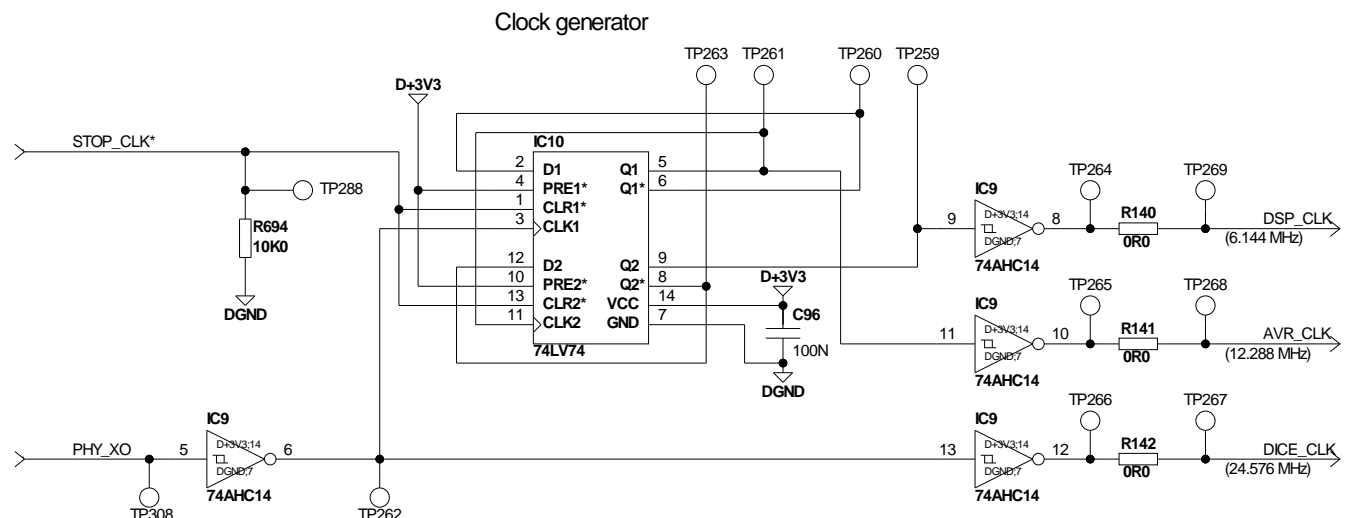 Clock generator
TP263 TP261 TP260 TP259
D+3V3
STOP_CLK*
IC10
2 D1 Q1 5
4 PRE1* Q1* 6
1 CLR1*
3 CLK1
12 D2 Q2 9
10 PRE2* Q2* 8
13 CLR2* VCC 14
11 CLK2 GND 7
74LV74
TP288
R694
10K0
DGND
D+3V3
C96
100N
DGND
TP264 TP269
IC9
9 D+3V3;14 8 R140 DSP_CLK
DGND;7 0R0 (6.144 MHz)
74AHC14
TP265 TP268
IC9
11 D+3V3;14 10 R141 AVR_CLK
DGND;7 0R0 (12.288 MHz)
74AHC14
TP266 TP267
IC9
13 D+3V3;14 12 R142 DICE_CLK
DGND;7 0R0 (24.576 MHz)
74AHC14
IC9
PHY_XO 5 D+3V3;14 6
DGND;7
74AHC14
TP308 TP262